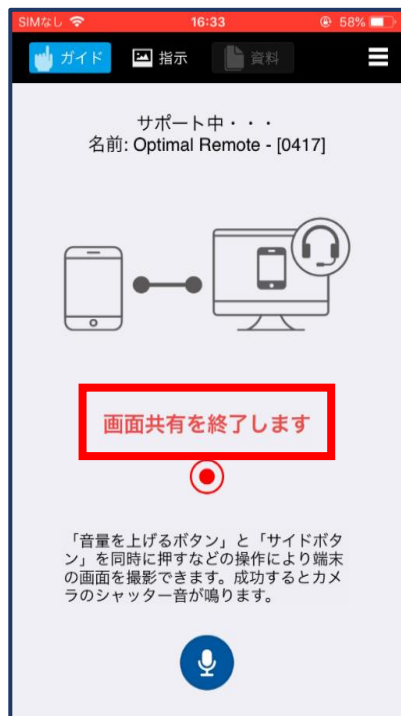 SIMなし 16:33 58%
ガイド 指示 資料
サポート中・・・
名前: Optimal Remote - [0417]
画面共有を終了します
「音量を上げるボタン」と「サイドボタ
ン」を同時に押すなどの操作により端末
の画面を撮影できます。成功するとカメ
ラのシャッター音が鳴ります。